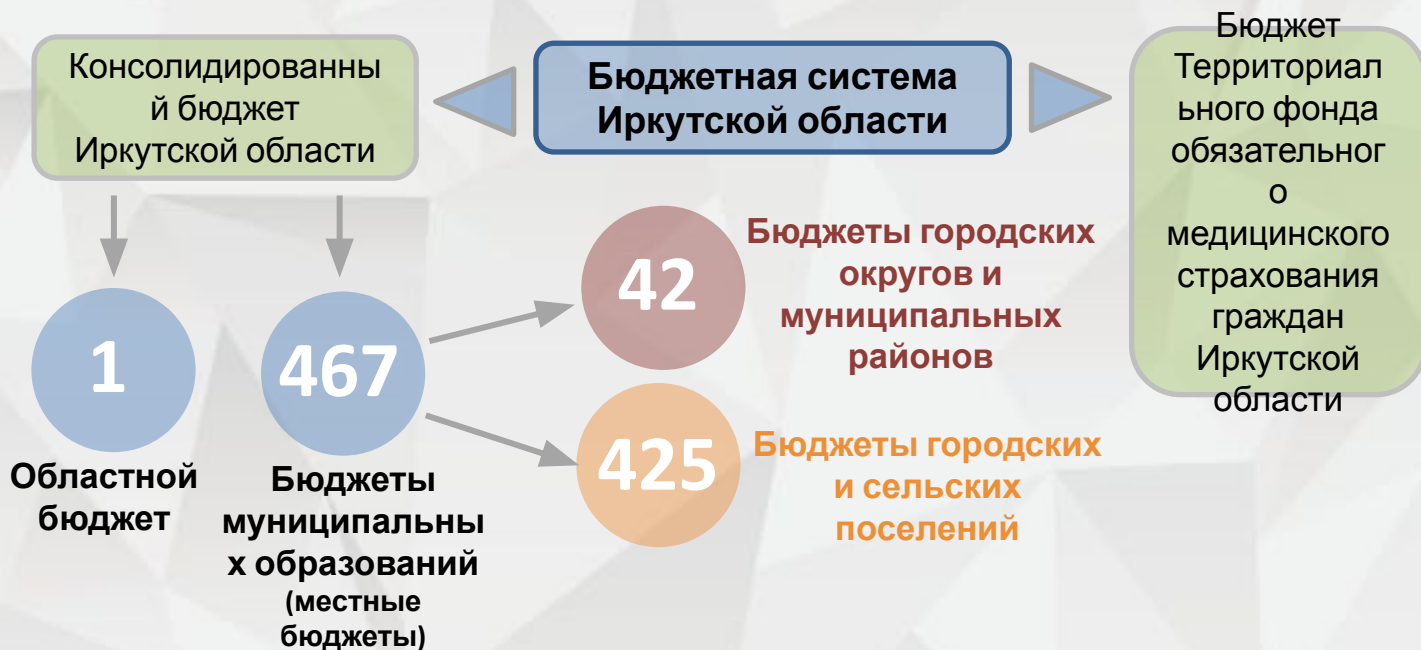 Консолидированны
й бюджет
Иркутской области
Бюджетная система
Иркутской области
Бюджет
Территориал
ьного фонда
обязательног
о
медицинского
страхования
граждан
Иркутской
области
1
Областной
бюджет
467
Бюджеты
муниципальны
х образований
(местные
бюджеты)
42
Бюджеты городских
округов и
муниципальных
районов
425
Бюджеты городских
и сельских
поселений